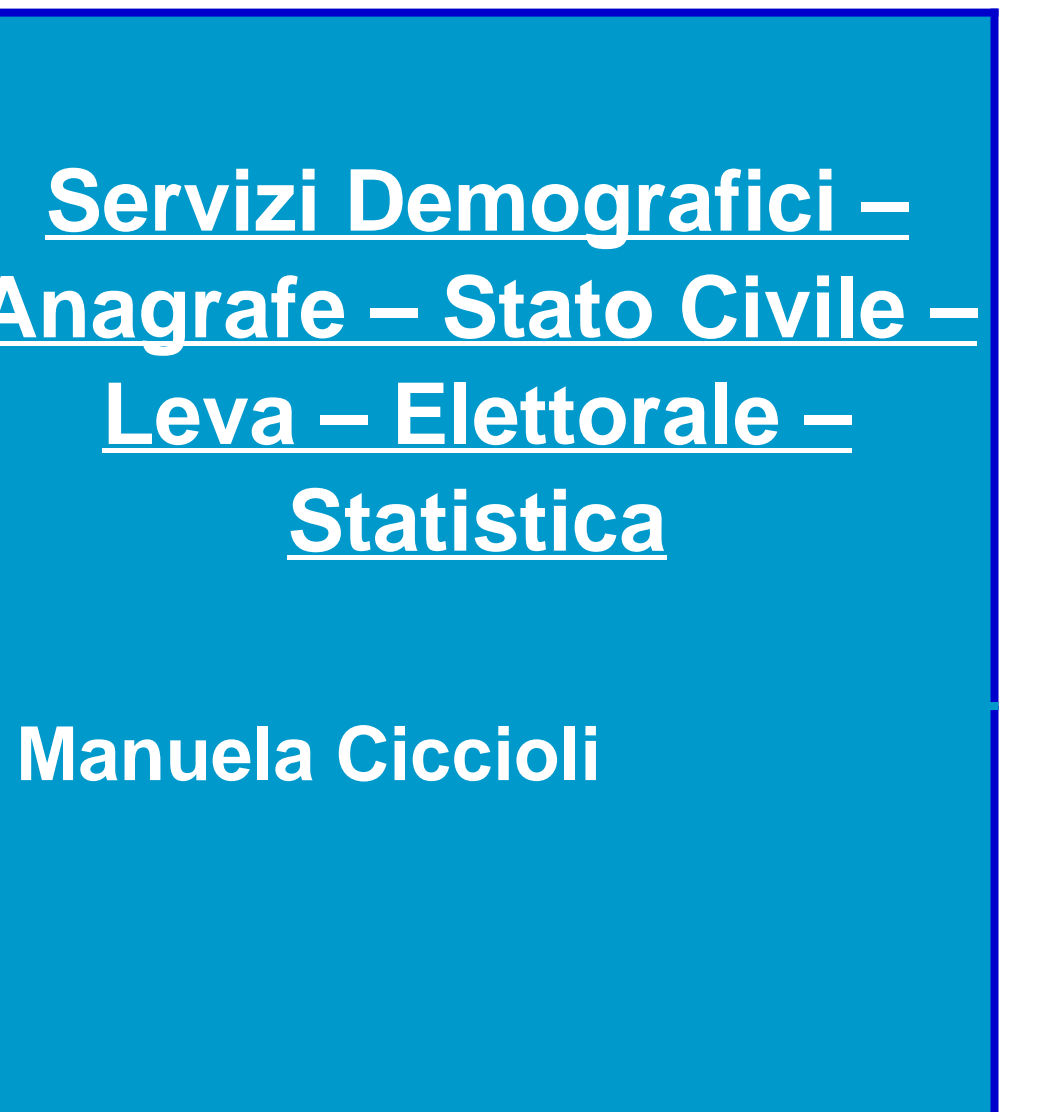 Servizi Demografici –
Anagrafe – Stato Civile –
Leva – Elettorale –
Statistica
Manuela Ciccioli